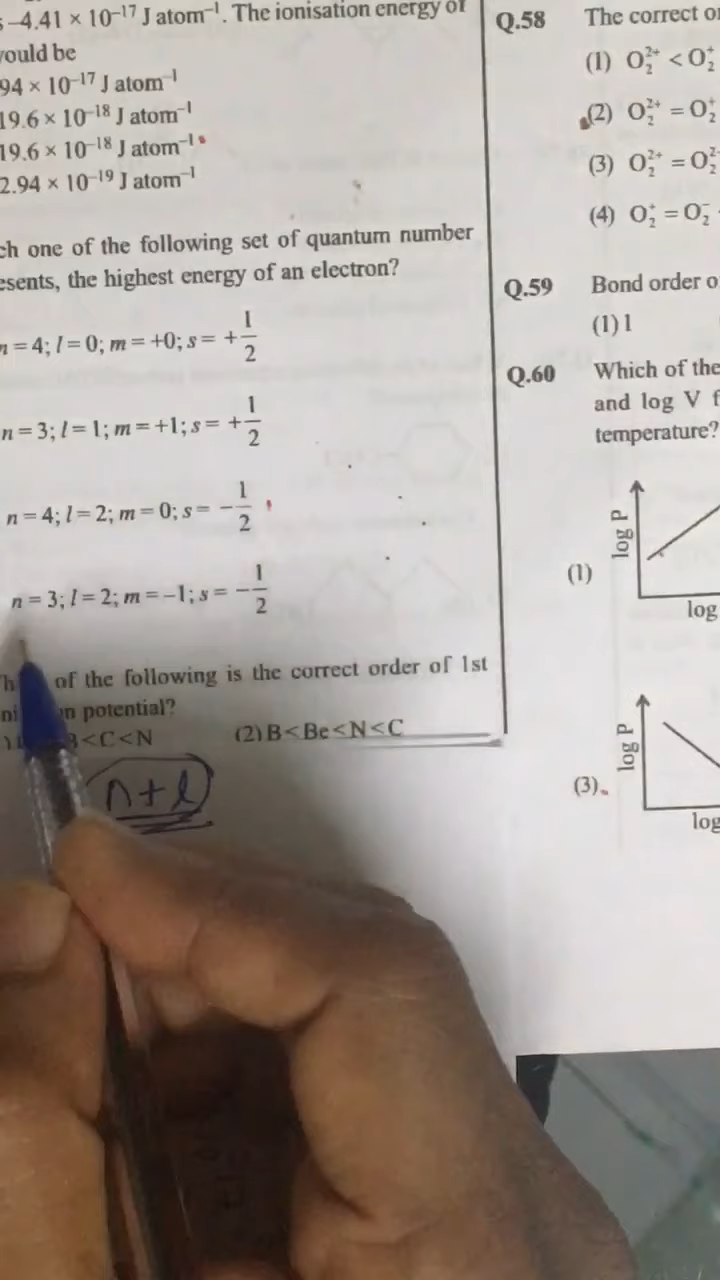 –4.41 × 10⁻¹⁷ J atom⁻¹. The ionisation energy of
would be
94 × 10⁻¹⁷ J atom⁻¹
19.6 × 10⁻¹⁸ J atom⁻¹
19.6 × 10⁻¹⁸ J atom⁻¹
2.94 × 10⁻¹⁹ J atom⁻¹
ch one of the following set of quantum number
esents, the highest energy of an electron?
n = 4; l = 0; m = +0; s = +1/2
n = 3; l = 1; m = +1; s = +1/2
n = 4; l = 2; m = 0; s = –1/2
n = 3; l = 2; m = –1; s = –1/2
of the following is the correct order of 1st
n potential?
B<C<N (2) B<Be<N<C
n+l
Q.58 The correct or
(1) O₂²⁺ < O₂⁺
(2) O₂²⁺ = O₂⁺
(3) O₂²⁺ = O₂²⁻
(4) O₂⁺ = O₂⁻
Q.59 Bond order o
(1) 1
Q.60 Which of the
and log V f
temperature?
(1) log P
log
(3) log P
log